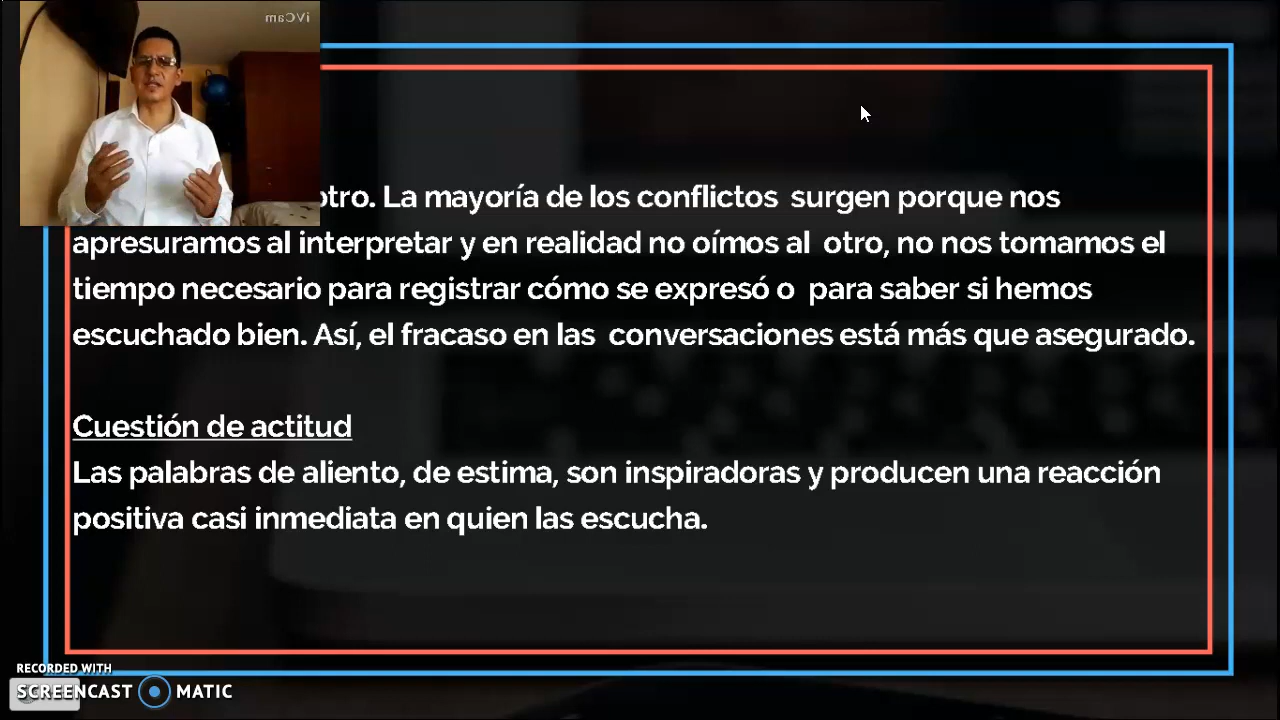 iVCam
otro. La mayoría de los conflictos surgen porque nos
apresuramos al interpretar y en realidad no oímos al otro, no nos tomamos el
tiempo necesario para registrar cómo se expresó o para saber si hemos
escuchado bien. Así, el fracaso en las conversaciones está más que asegurado.
Cuestión de actitud
Las palabras de aliento, de estima, son inspiradoras y producen una reacción
positiva casi inmediata en quien las escucha.
RECORDED WITH
SCREENCAST MATIC